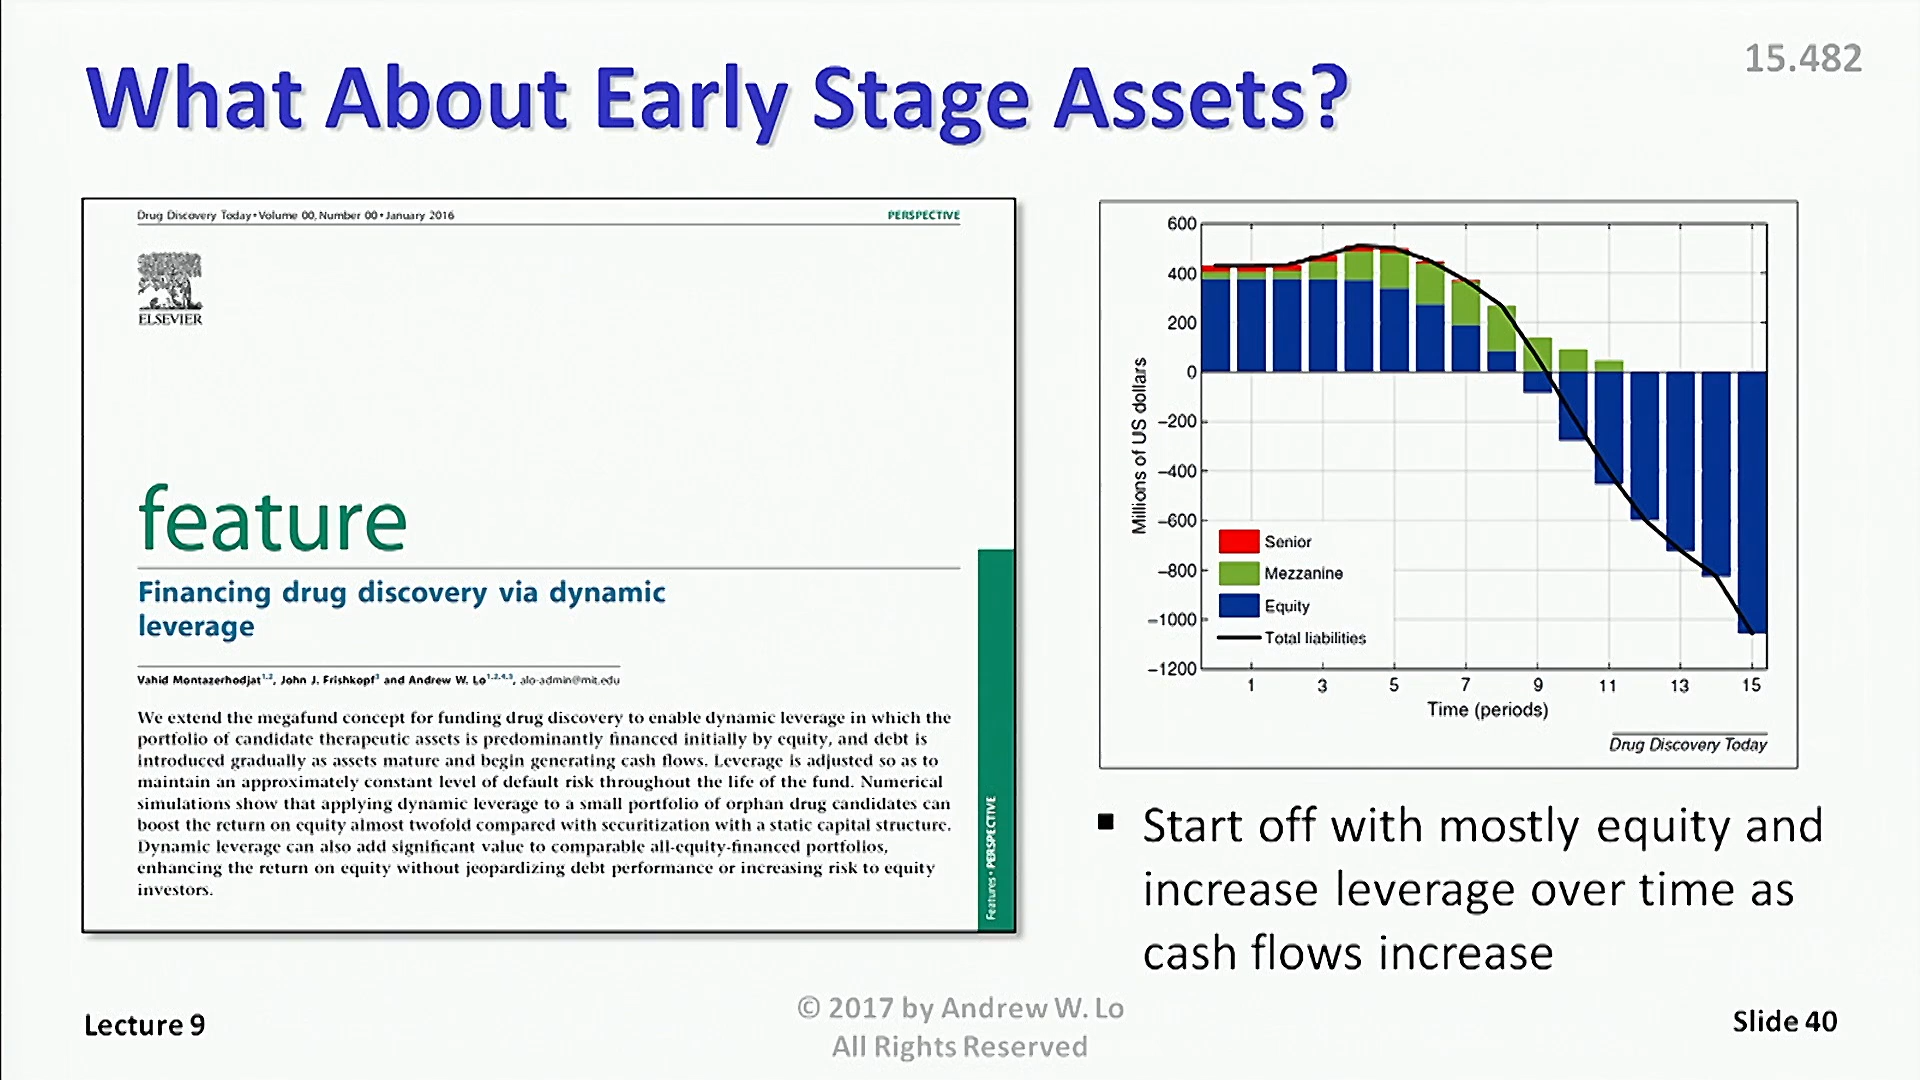 What About Early Stage Assets?
15.482
Drug Discovery Today • Volume 00, Number 00 • January 2016
PERSPECTIVE
ELSEVIER
feature
Financing drug discovery via dynamic
leverage
Vahid Montazerhodjat1,2, John J. Frishkopf3 and Andrew W. Lo1,2,4,5, alo-admin@mit.edu
We extend the megafund concept for funding drug discovery to enable dynamic leverage in which the
portfolio of candidate therapeutic assets is predominantly financed initially by equity, and debt is
introduced gradually as assets mature and begin generating cash flows. Leverage is adjusted so as to
maintain an approximately constant level of default risk throughout the life of the fund. Numerical
simulations show that applying dynamic leverage to a small portfolio of orphan drug candidates can
boost the return on equity almost twofold compared with securitization with a static capital structure.
Dynamic leverage can also add significant value to comparable all-equity-financed portfolios,
enhancing the return on equity without jeopardizing debt performance or increasing risk to equity
investors.
Features • PERSPECTIVE
600
400
200
0
−200
−400
−600
−800
−1000
−1200
Millions of US dollars
Senior
Mezzanine
Equity
Total liabilities
1 3 5 7 9 11 13 15
Time (periods)
Drug Discovery Today
■ Start off with mostly equity and
increase leverage over time as
cash flows increase
Lecture 9
© 2017 by Andrew W. Lo
All Rights Reserved
Slide 40